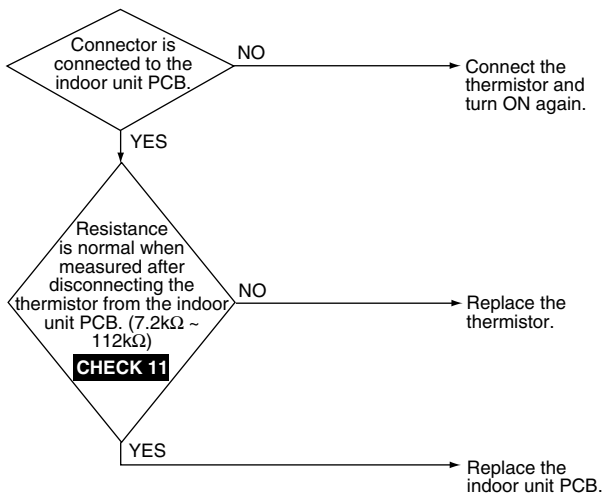 Connector is
connected to the
indoor unit PCB.
NO
Connect the
thermistor and
turn ON again.
YES
Resistance
is normal when
measured after
disconnecting the
thermistor from the indoor
unit PCB. (7.2kΩ ~
112kΩ)
CHECK 11
NO
Replace the
thermistor.
YES
Replace the
indoor unit PCB.